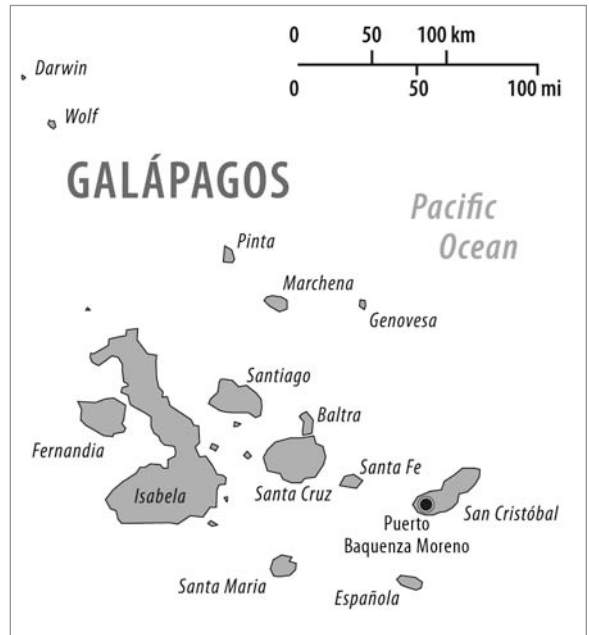 0 50 100 km
0 50 100 mi
Darwin
Wolf
GALÁPAGOS
Pacific
Ocean
Pinta
Marchena
Genovesa
Santiago
Baltra
Fernandia
Santa Fe
Isabela
Santa Cruz
San Cristóbal
Puerto
Baquenza Moreno
Santa Maria
Española